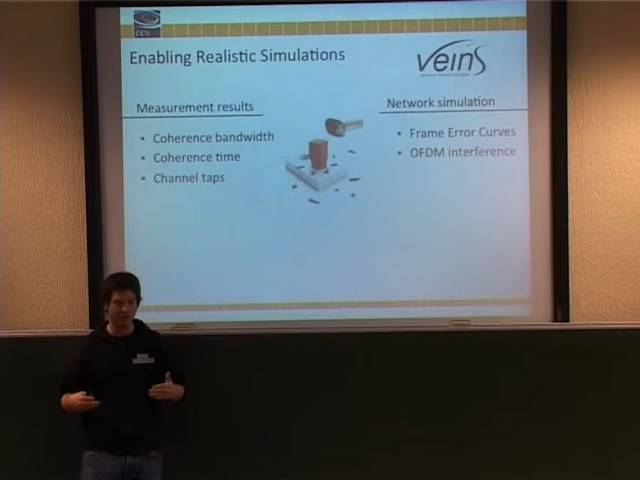 ccs
Enabling Realistic Simulations
veins
Measurement results
• Coherence bandwidth
• Coherence time
• Channel taps
Network simulation
• Frame Error Curves
• OFDM interference